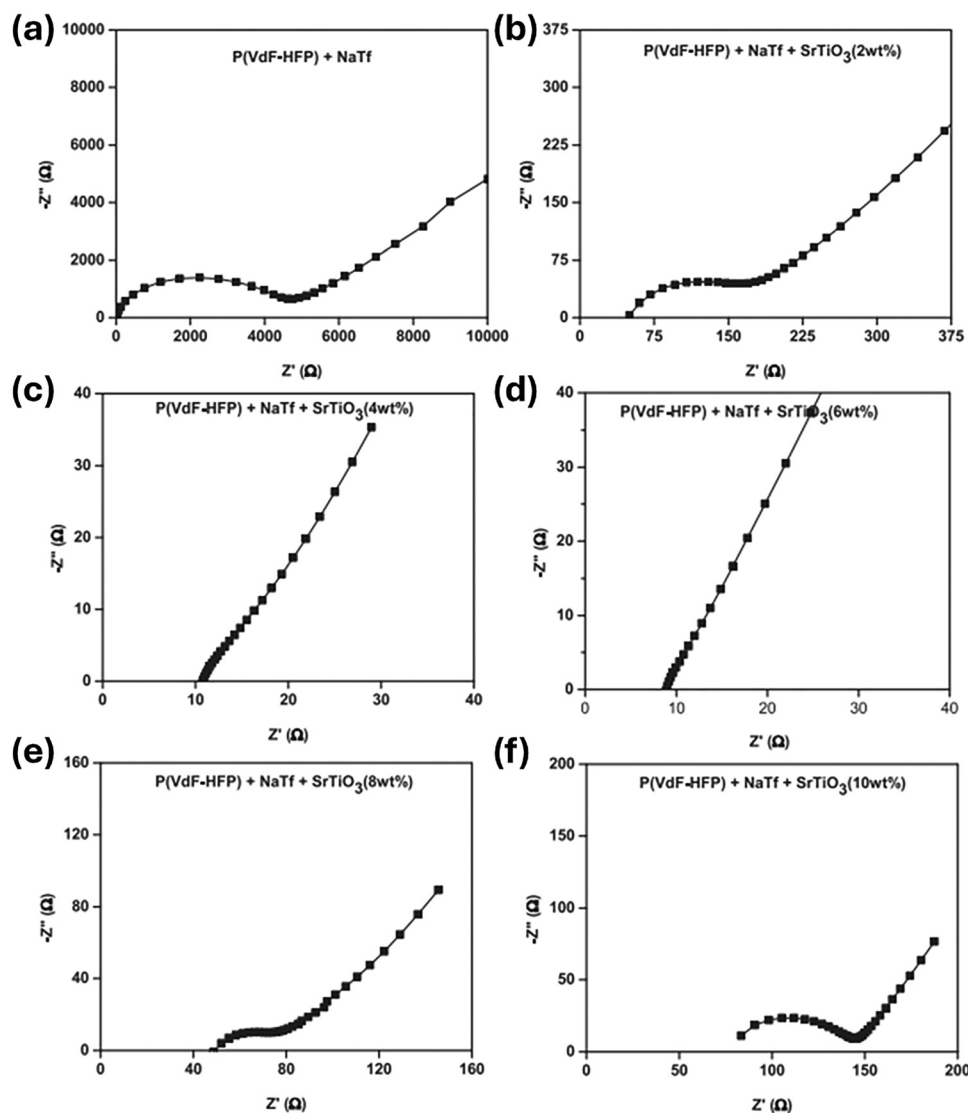 (a)
P(VdF-HFP) + NaTf
10000
8000
6000
4000
2000
0
-Z'' (Ω)
0 2000 4000 6000 8000 10000
Z' (Ω)
(b)
P(VdF-HFP) + NaTf + SrTiO3(2wt%)
375
300
225
150
75
0
-Z'' (Ω)
0 75 150 225 300 375
Z' (Ω)
(c)
P(VdF-HFP) + NaTf + SrTiO3(4wt%)
40
30
20
10
0
-Z'' (Ω)
0 10 20 30 40
Z' (Ω)
(d)
P(VdF-HFP) + NaTf + SrTiO3(6wt%)
40
30
20
10
0
-Z'' (Ω)
0 10 20 30 40
Z' (Ω)
(e)
P(VdF-HFP) + NaTf + SrTiO3(8wt%)
160
120
80
40
0
-Z'' (Ω)
0 40 80 120 160
Z' (Ω)
(f)
P(VdF-HFP) + NaTf + SrTiO3(10wt%)
200
150
100
50
0
-Z'' (Ω)
0 50 100 150 200
Z' (Ω)